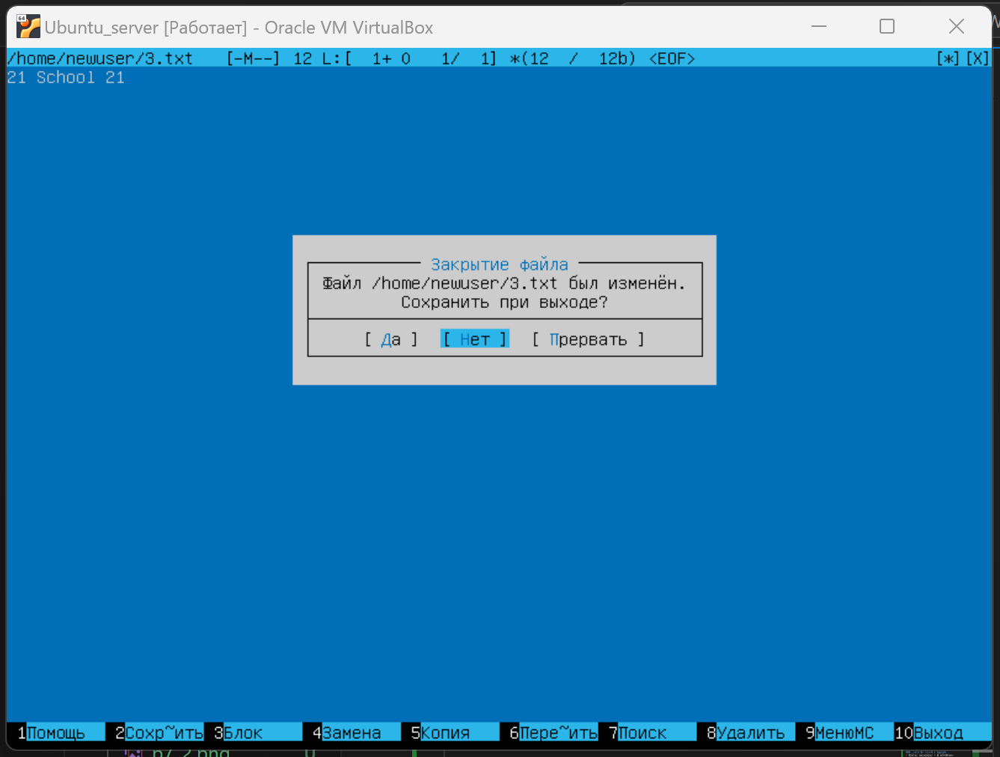 64
Ubuntu_server [Работает] - Oracle VM VirtualBox
/home/newuser/3.txt [-M--] 12 L:[ 1+ 0 1/ 1] *(12 / 12b) <EOF> [*][X]
21 School 21
Закрытие файла
Файл /home/newuser/3.txt был изменён.
Сохранить при выходе?
[ Да ] [ Нет ] [ Прервать ]
1Помощь 2Сохр~ить 3Блок 4Замена 5Копия 6Пере~ить 7Поиск 8Удалить 9МенюMC 10Выход